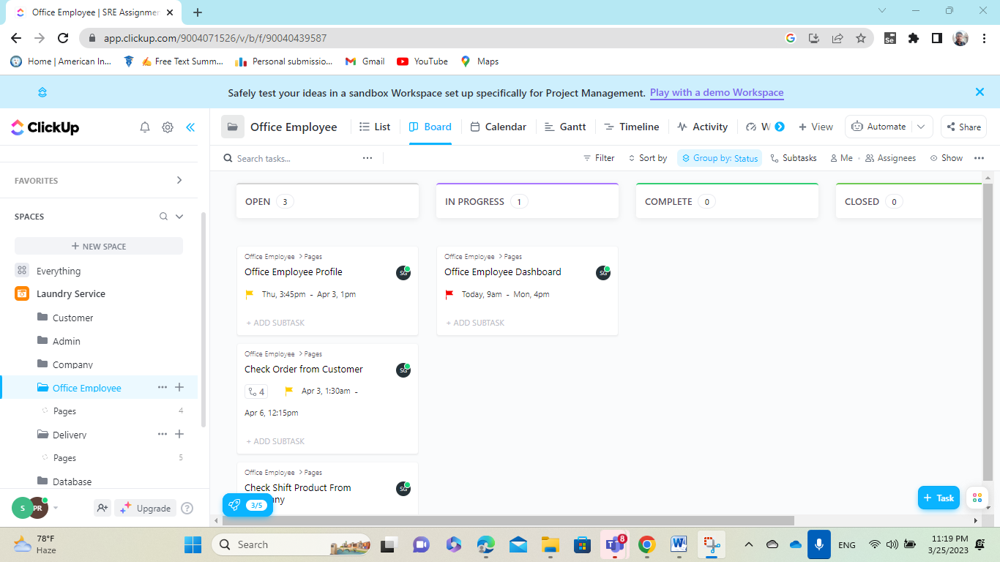 Office Employee | SRE Assignmen
app.clickup.com/9004071526/v/b/f/90040439587
Se
Home | American In...
Free Text Summ...
Personal submissio...
Gmail
YouTube
Maps
Safely test your ideas in a sandbox Workspace set up specifically for Project Management. Play with a demo Workspace
ClickUp
Office Employee
List
Board
Calendar
Gantt
Timeline
Activity
W
+ View
Automate
Share
Search tasks...
Filter
Sort by
Group by: Status
Subtasks
Me
Assignees
Show
FAVORITES
SPACES
+ NEW SPACE
Everything
Laundry Service
Customer
Admin
Company
Office Employee
Pages 4
Delivery
Pages 5
Database
S PR
Upgrade
OPEN 3
Office Employee > Pages
Office Employee Profile
SG
Thu, 3:45pm - Apr 3, 1pm
+ ADD SUBTASK
Office Employee > Pages
Check Order from Customer
SG
4
Apr 3, 1:30am -
Apr 6, 12:15pm
+ ADD SUBTASK
Office Employee > Pages
Check Shift Product From
SG
any
3/5
IN PROGRESS 1
Office Employee > Pages
Office Employee Dashboard
SG
Today, 9am - Mon, 4pm
+ ADD SUBTASK
COMPLETE 0
CLOSED 0
+ Task
78°F
Haze
Search
8
ENG
11:19 PM
3/25/2023